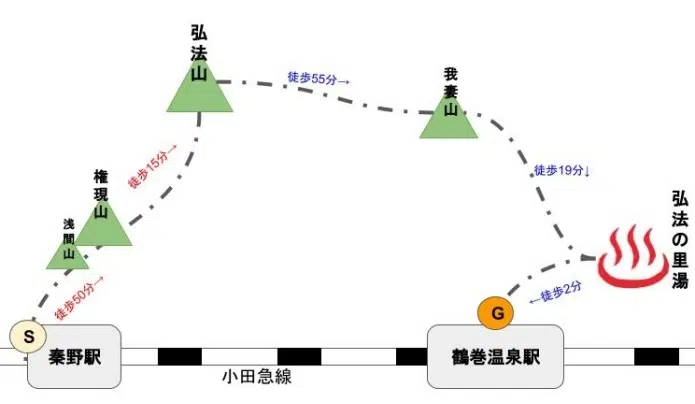 弘法山
徒歩55分→
我妻山
徒歩15分→
権現山
浅間山
徒歩50分→
徒歩19分↓
弘法の里湯
←徒歩2分
S
秦野駅
G
鶴巻温泉駅
小田急線